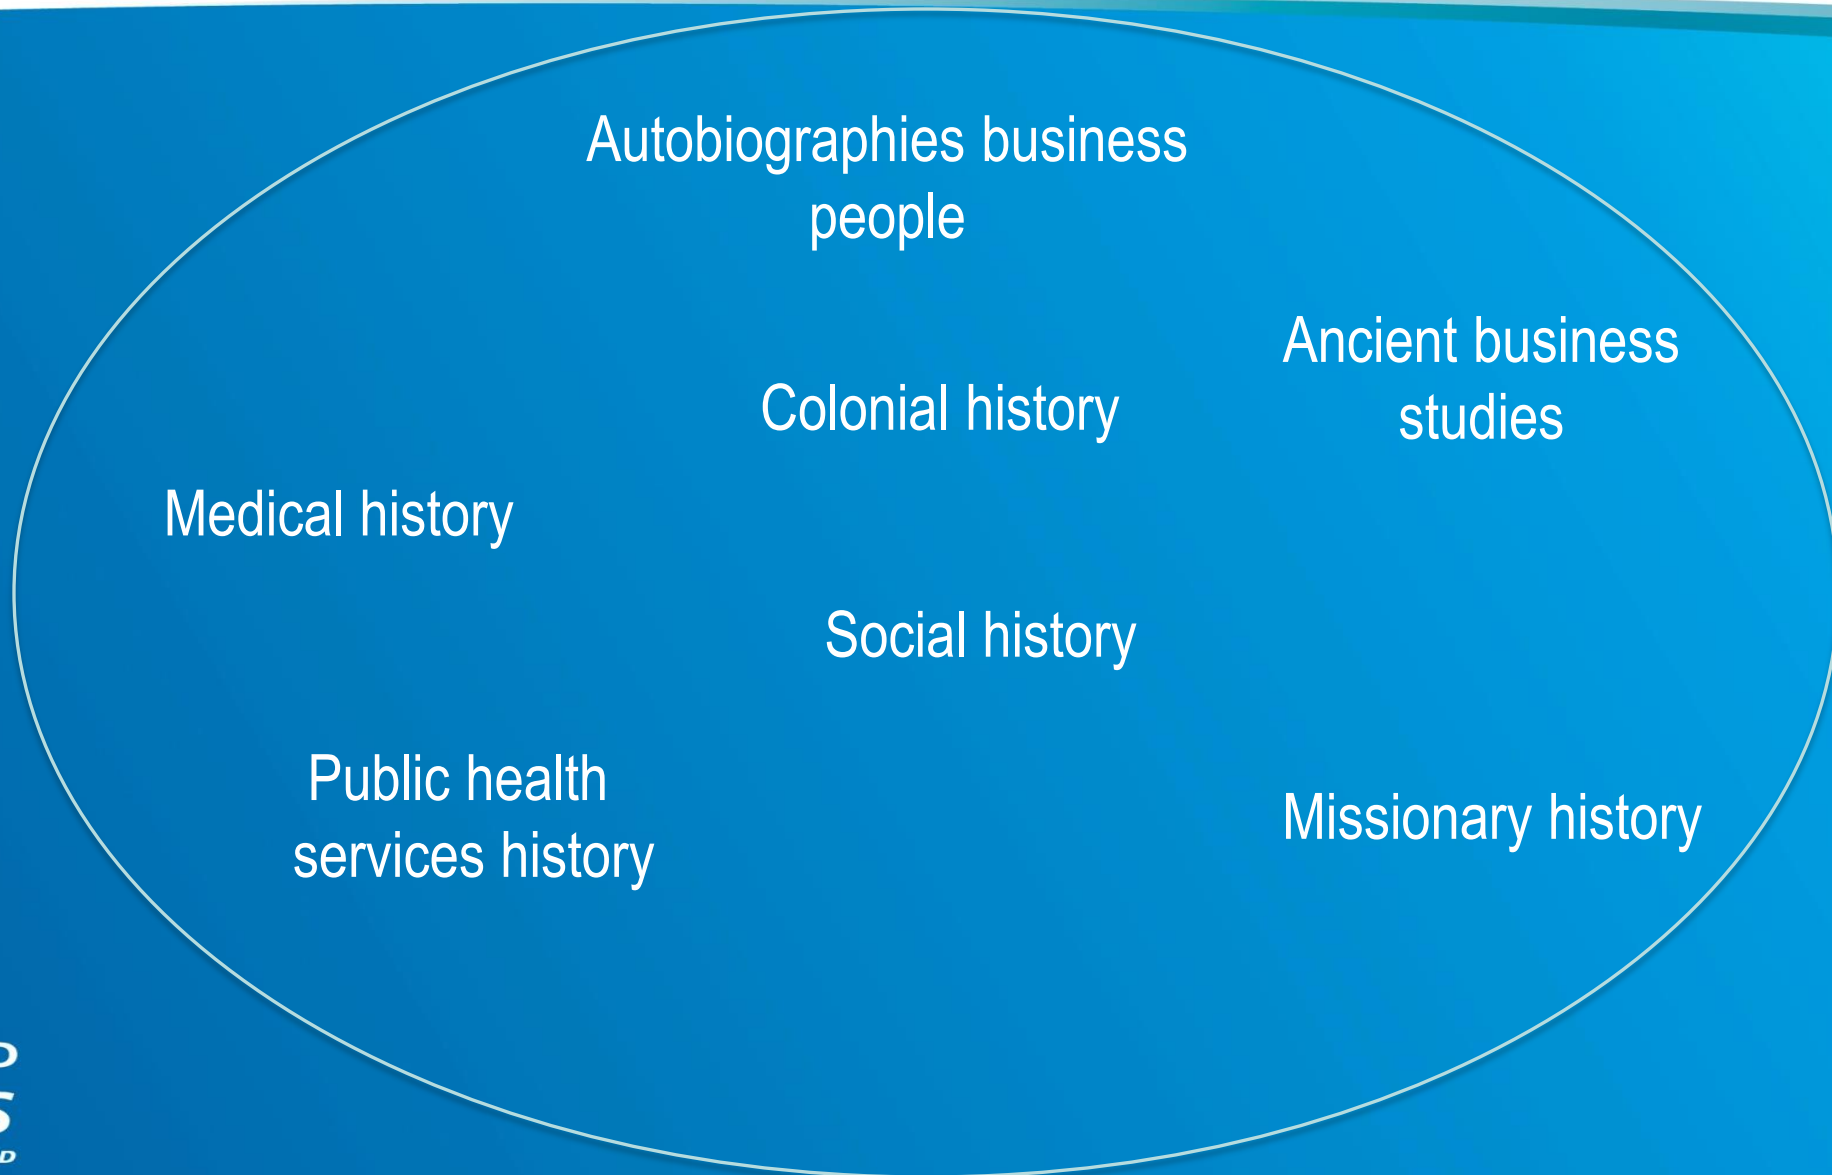 Autobiographies business
people
Ancient business
studies
Colonial history
Medical history
Social history
Public health
services history
Missionary history